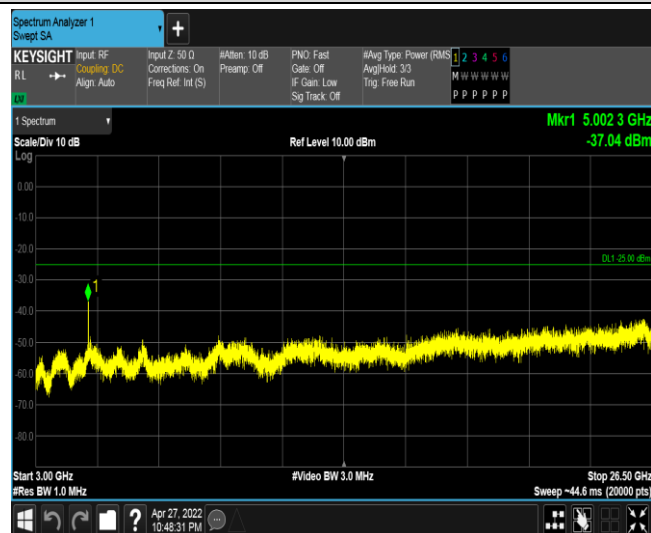 Spectrum Analyzer 1
Swept SA
+
KEYSIGHT
RL
Input: RF
Coupling: DC
Align: Auto
Input Z: 50 Ω
Corrections: On
Freq Ref: Int (S)
#Atten: 10 dB
Preamp: Off
PNO: Fast
Gate: Off
IF Gain: Low
Sig Track: Off
#Avg Type: Power (RMS
Avg|Hold: 3/3
Trig: Free Run
1 2 3 4 5 6
M W W W W W
P P P P P P
1 Spectrum
Scale/Div 10 dB
Ref Level 10.00 dBm
Mkr1 5.002 3 GHz
-37.04 dBm
Log
0.00
-10.0
-20.0
DL1 -25.00 dBm
-30.0
1
-40.0
-50.0
-60.0
-70.0
-80.0
Start 3.00 GHz
#Video BW 3.0 MHz
Stop 26.50 GHz
#Res BW 1.0 MHz
Sweep ~44.6 ms (20000 pts)
?
Apr 27, 2022
10:48:31 PM